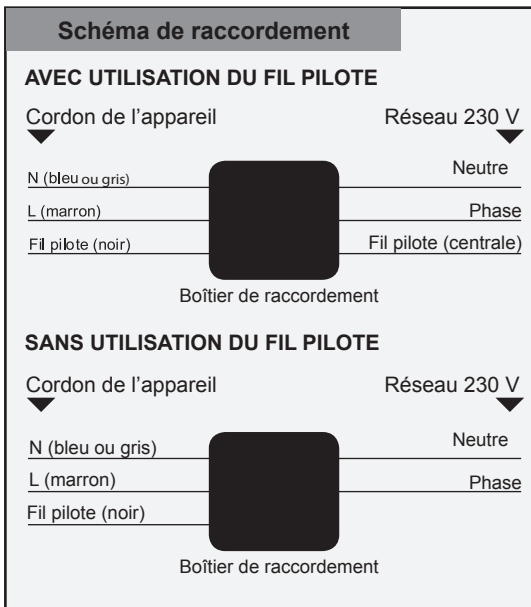 Schéma de raccordement
AVEC UTILISATION DU FIL PILOTE
Cordon de l’appareil Réseau 230 V
N (bleu ou gris) Neutre
L (marron) Phase
Fil pilote (noir) Fil pilote (centrale)
Boîtier de raccordement
SANS UTILISATION DU FIL PILOTE
Cordon de l’appareil Réseau 230 V
N (bleu ou gris) Neutre
L (marron) Phase
Fil pilote (noir)
Boîtier de raccordement